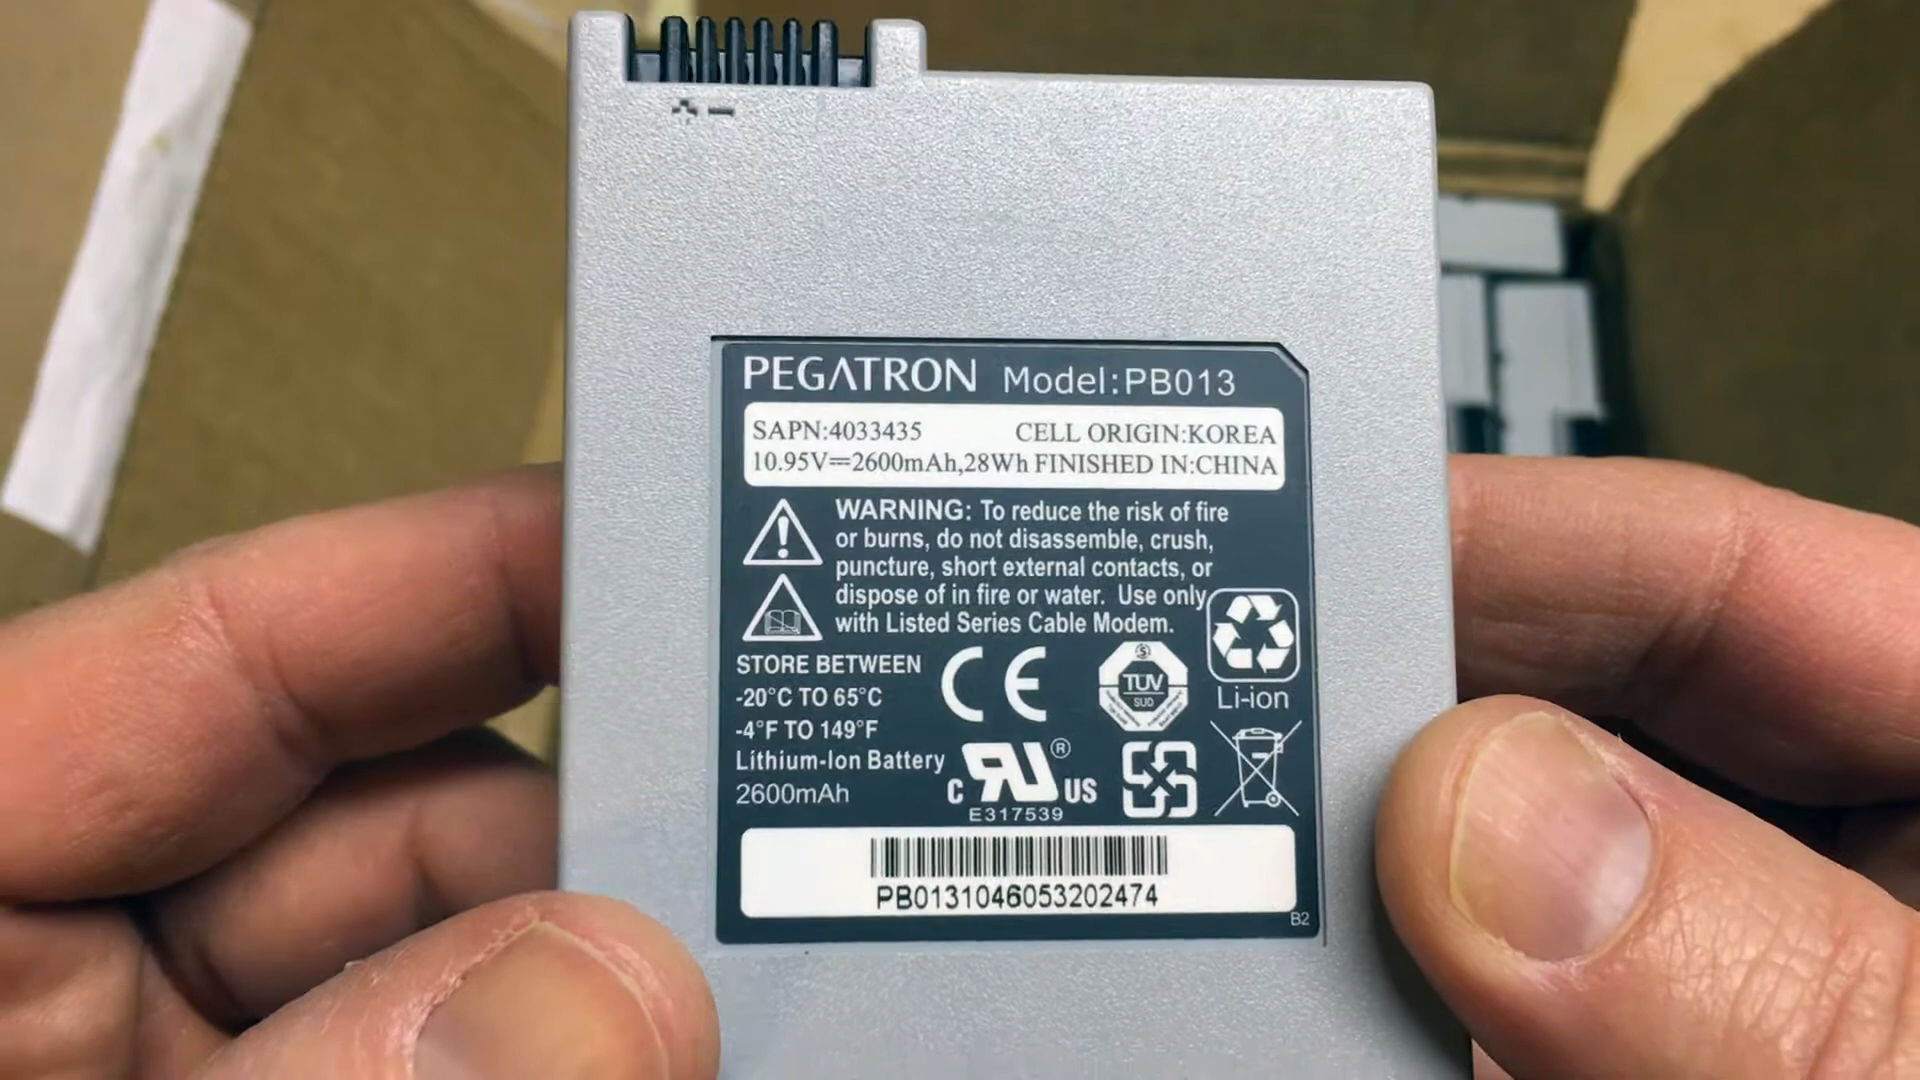 PEGATRON Model:PB013
SAPN:4033435 CELL ORIGIN:KOREA
10.95V⎓2600mAh,28Wh FINISHED IN:CHINA
WARNING: To reduce the risk of fire
or burns, do not disassemble, crush,
puncture, short external contacts, or
dispose of in fire or water. Use only
with Listed Series Cable Modem.
STORE BETWEEN
-20°C TO 65°C
-4°F TO 149°F
Lithium-Ion Battery
2600mAh
CE
TUV
SUD
Li-ion
c RU ® US
E317539
PB0131046053202474
B2